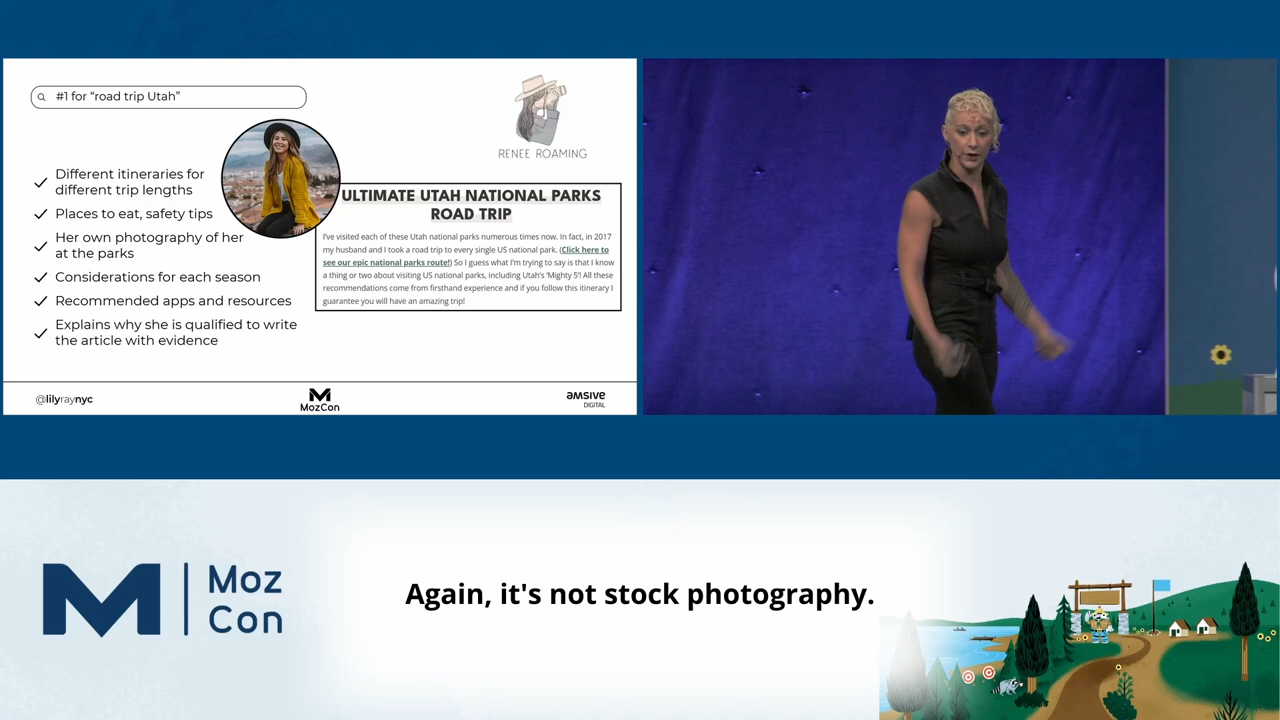 #1 for “road trip Utah”
RENEE ROAMING
Different itineraries for
different trip lengths
Places to eat, safety tips
Her own photography of her
at the parks
Considerations for each season
Recommended apps and resources
Explains why she is qualified to write
the article with evidence
ULTIMATE UTAH NATIONAL PARKS
ROAD TRIP
I've visited each of these Utah national parks numerous times now. In fact, in 2017
my husband and I took a road trip to every single US national park. (Click here to
see our epic national parks route!) So I guess what I'm trying to say is that I know
a thing or two about visiting US national parks, including Utah's 'Mighty 5'! All these
recommendations come from firsthand experience and if you follow this itinerary I
guarantee you will have an amazing trip!
@lilyraynyc
MozCon
amsive
DIGITAL
Moz
Con
Again, it's not stock photography.